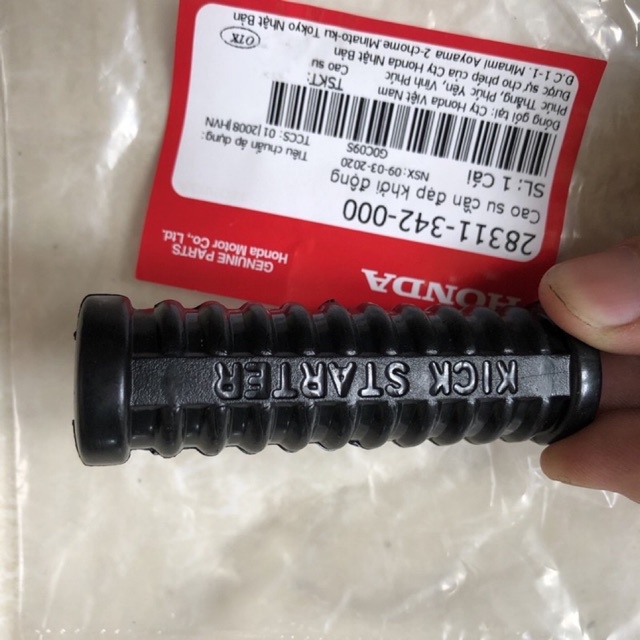 HONDA
GENUINE PARTS
Honda Motor Co., Ltd.
28311-342-000
Cao su cần đạp khởi động
SL: 1 Cái
NSX: 09-03-2020
G0C09S
Tiêu chuẩn áp dụng:
TCCS: 01:2008|HVN
TSKT:
Cao su
Đóng gói tại: Cty Honda Việt Nam
Phúc Thắng, Phúc Yên, Vĩnh Phúc
Được sự cho phép của Cty Honda Nhật Bản
Đ.C 1-1. Minami Aoyama 2-chome.Minato-ku Tokyo Nhật Bản
OTK
KICK STARTER